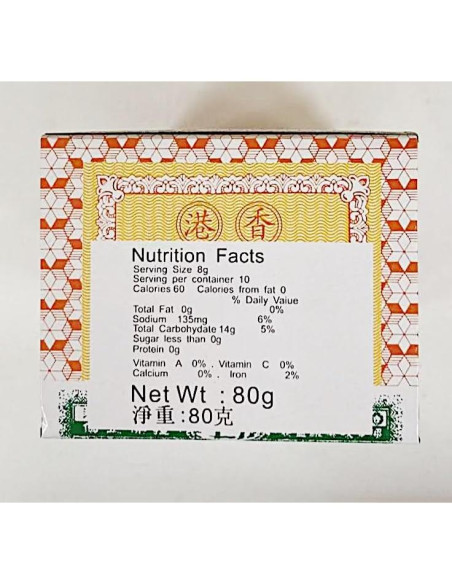 港 香
Nutrition Facts
Serving Size 8g
Serving per container 10
Calories 60 Calories from fat 0
% Daily Vaiue
Total Fat 0g 0%
Sodium 135mg 6%
Total Carbohydate 14g 5%
Sugar less than 0g
Protein 0g
Vitamin A 0% , Vitamin C 0%
Calcium 0% , Iron 2%
Net Wt : 80g
淨重:80克